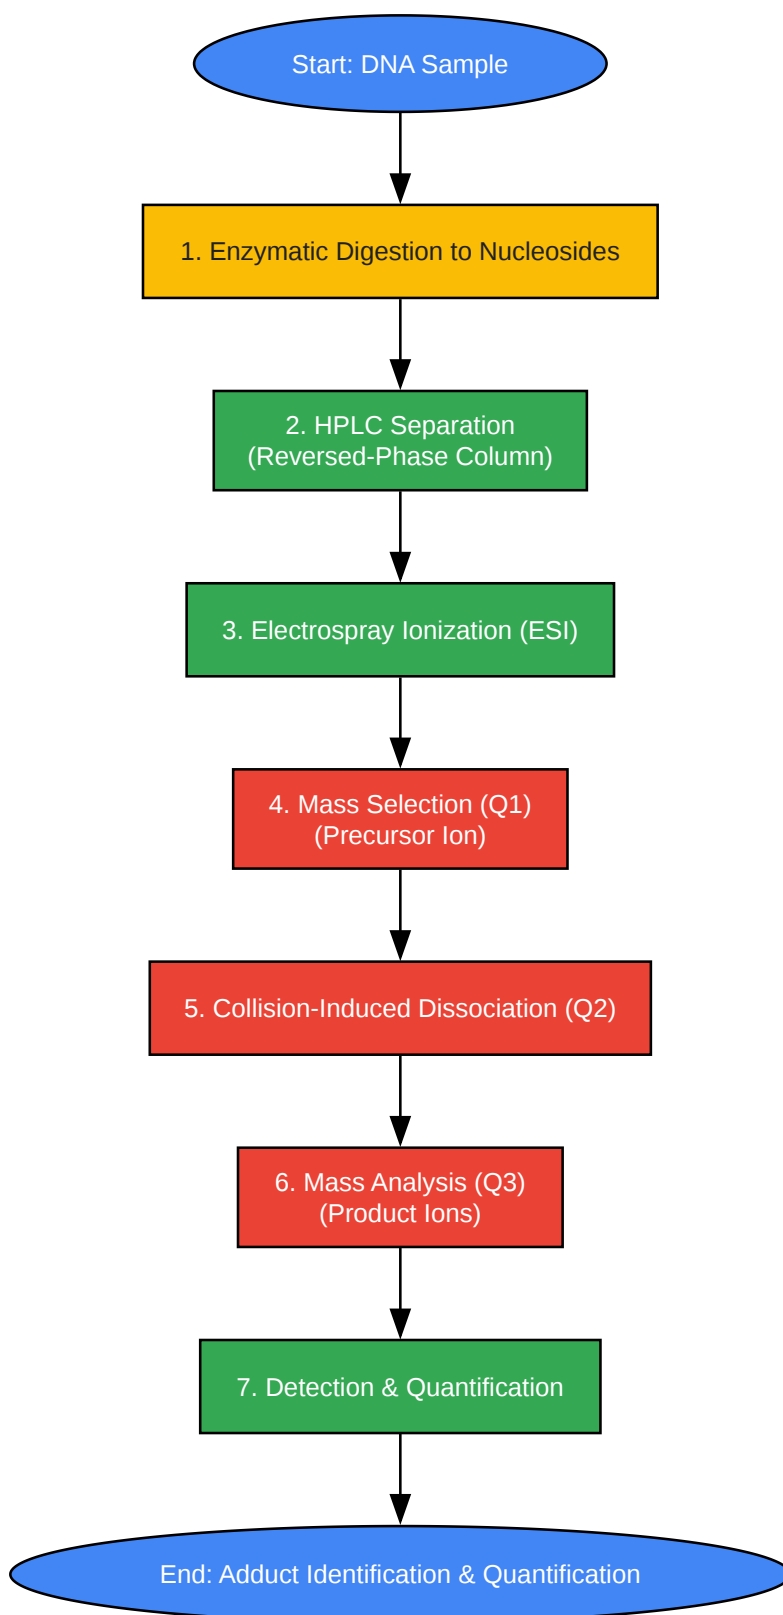 Start: DNA Sample
1. Enzymatic Digestion to Nucleosides
2. HPLC Separation
(Reversed-Phase Column)
3. Electrospray Ionization (ESI)
4. Mass Selection (Q1)
(Precursor Ion)
5. Collision-Induced Dissociation (Q2)
6. Mass Analysis (Q3)
(Product Ions)
7. Detection & Quantification
End: Adduct Identification & Quantification